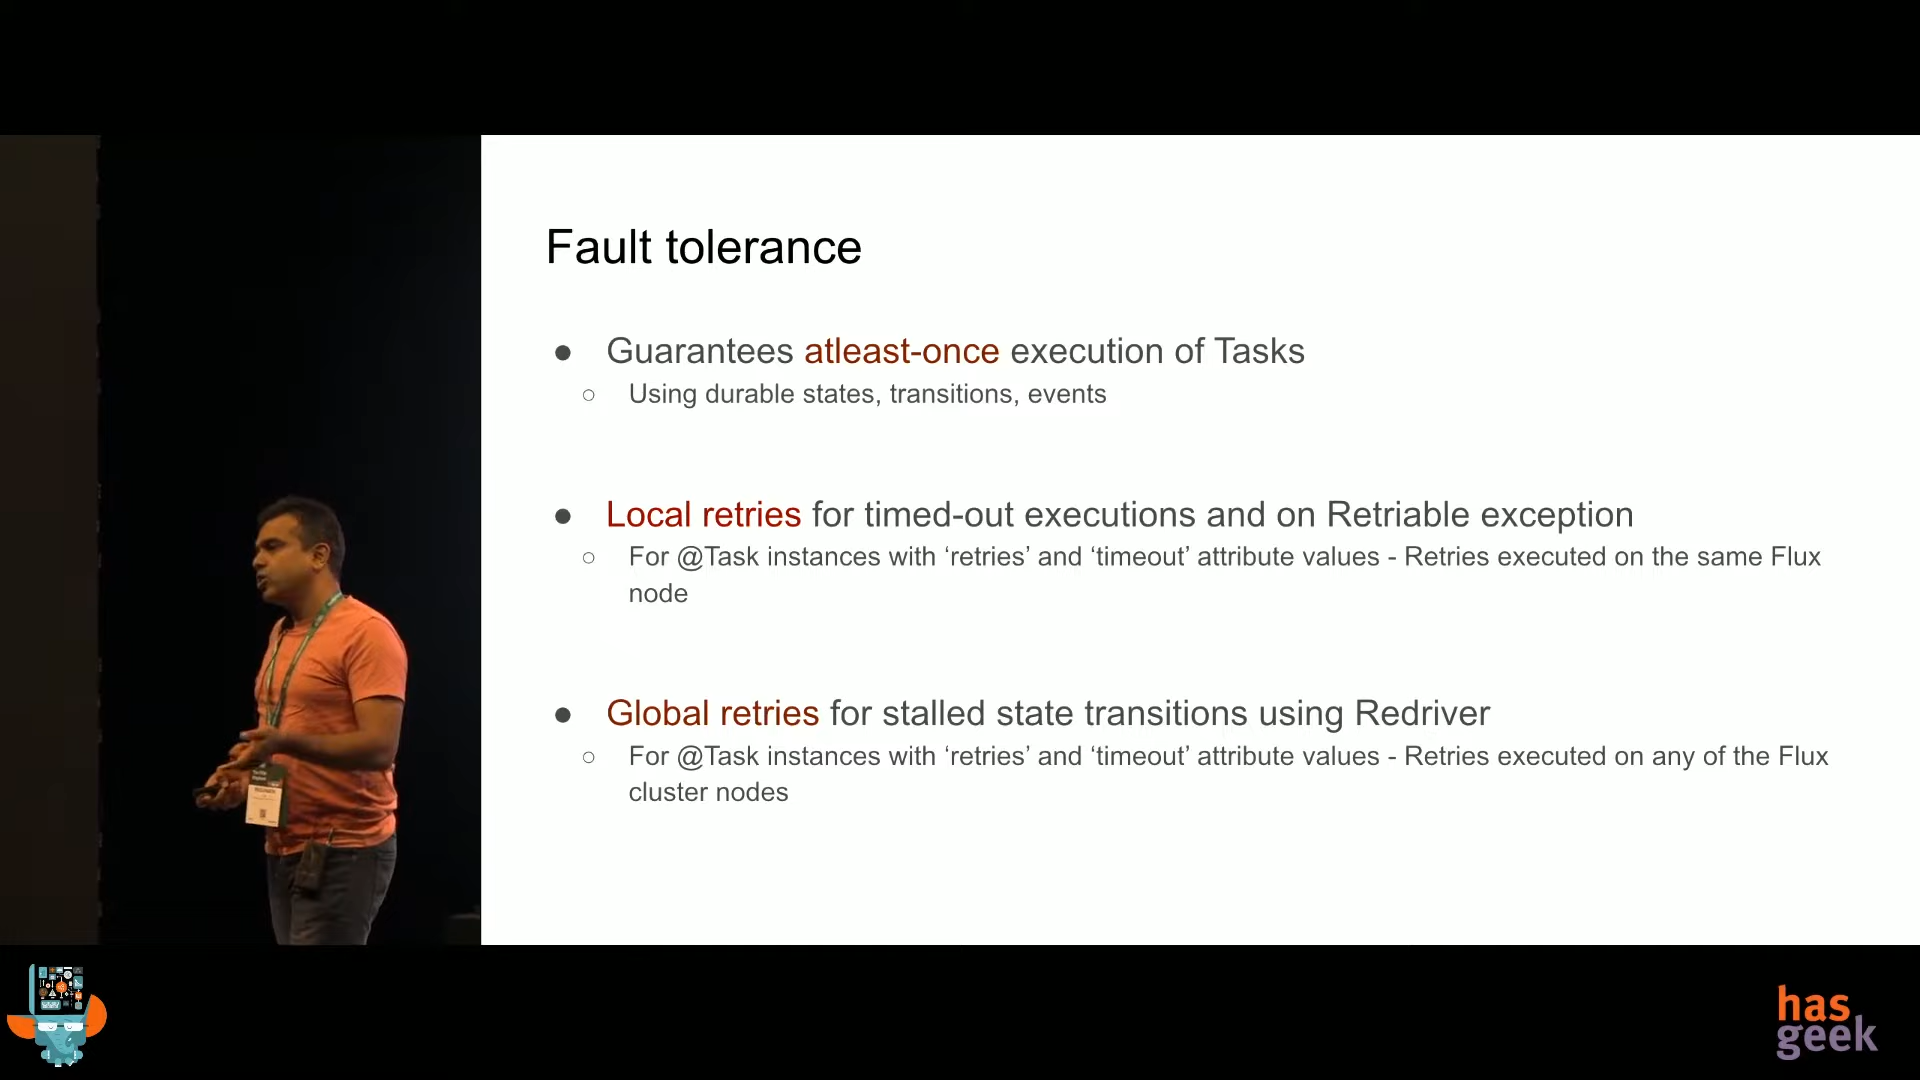 Fault tolerance
● Guarantees atleast-once execution of Tasks
○ Using durable states, transitions, events
● Local retries for timed-out executions and on Retriable exception
○ For @Task instances with ‘retries’ and ‘timeout’ attribute values - Retries executed on the same Flux
node
● Global retries for stalled state transitions using Redriver
○ For @Task instances with ‘retries’ and ‘timeout’ attribute values - Retries executed on any of the Flux
cluster nodes
has
geek